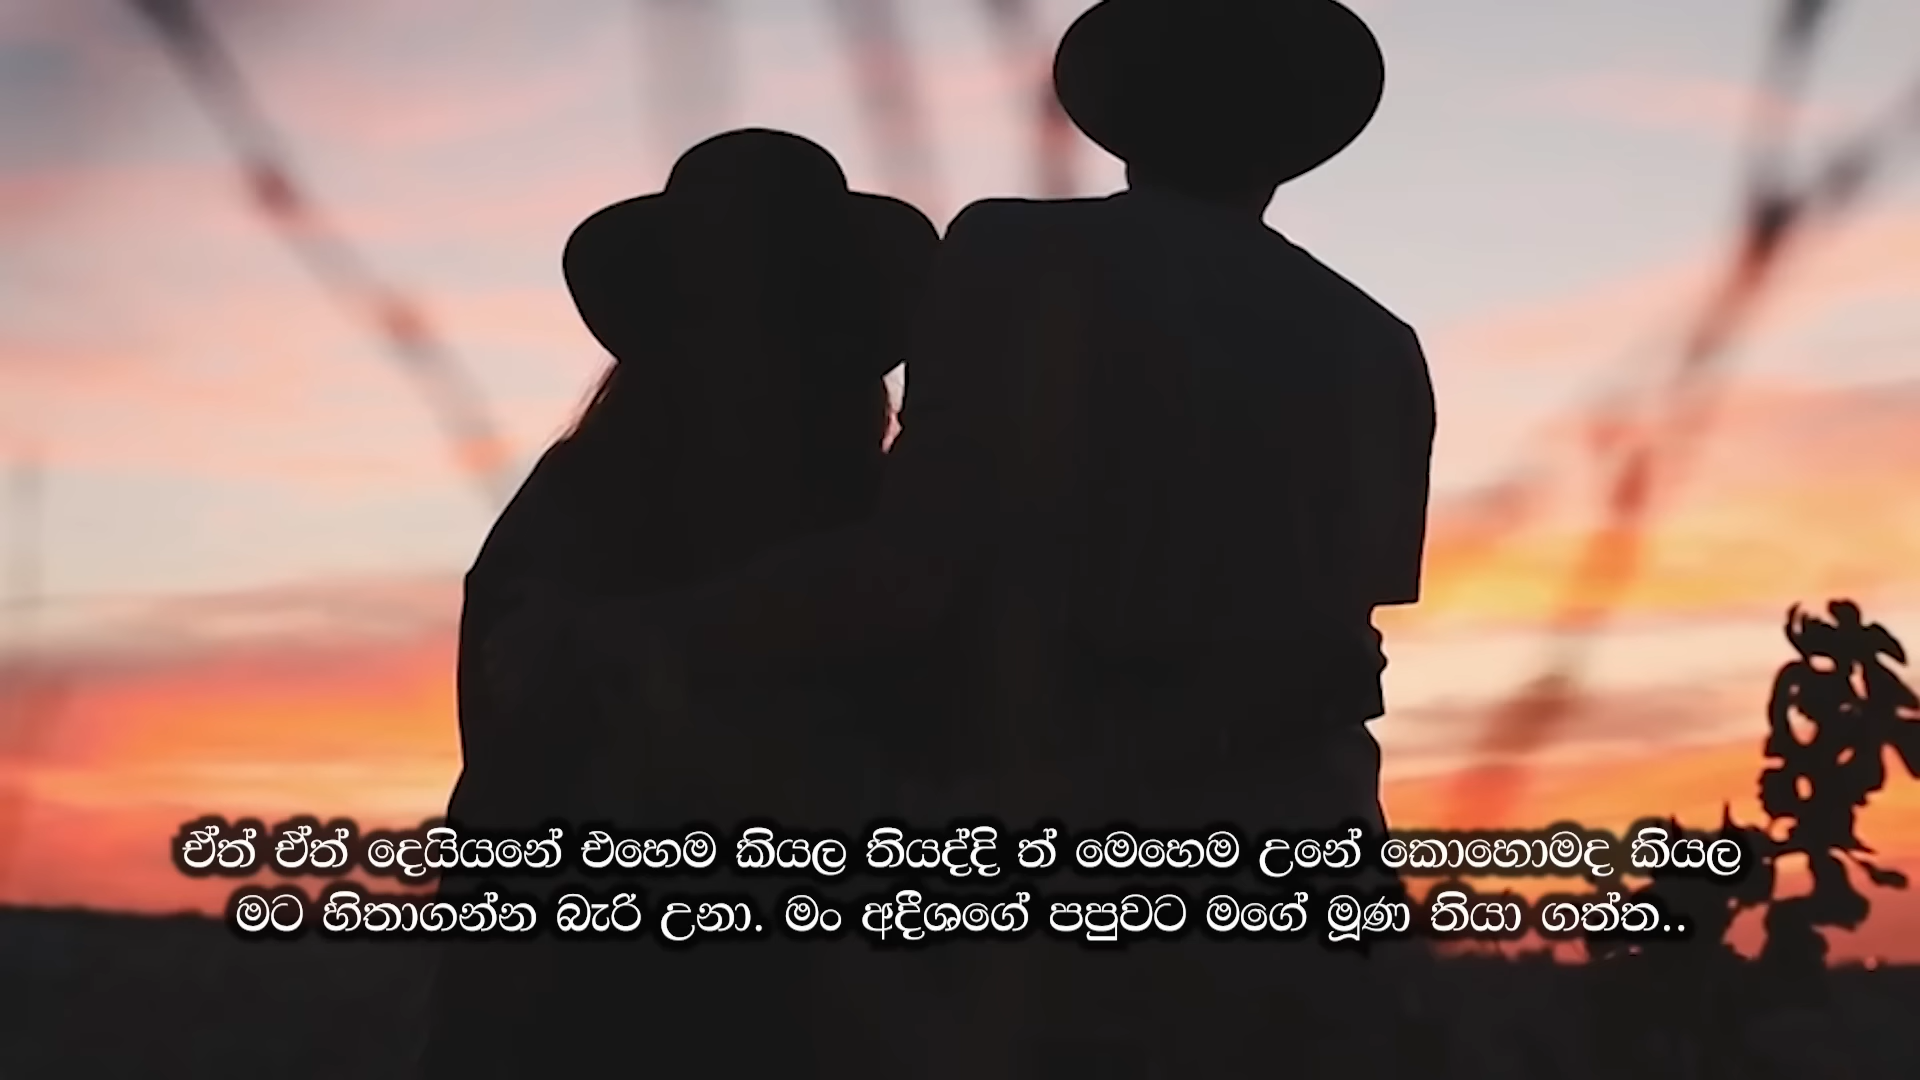 ඒත් ඒත් දෙයියනේ එහෙම කියල තියද්දි ත් මෙහෙම උනේ කොහොමද කියල
මට හිතාගන්න බැරි උනා. මං අදීශගේ පපුවට මගේ මූණ තියා ගත්ත..